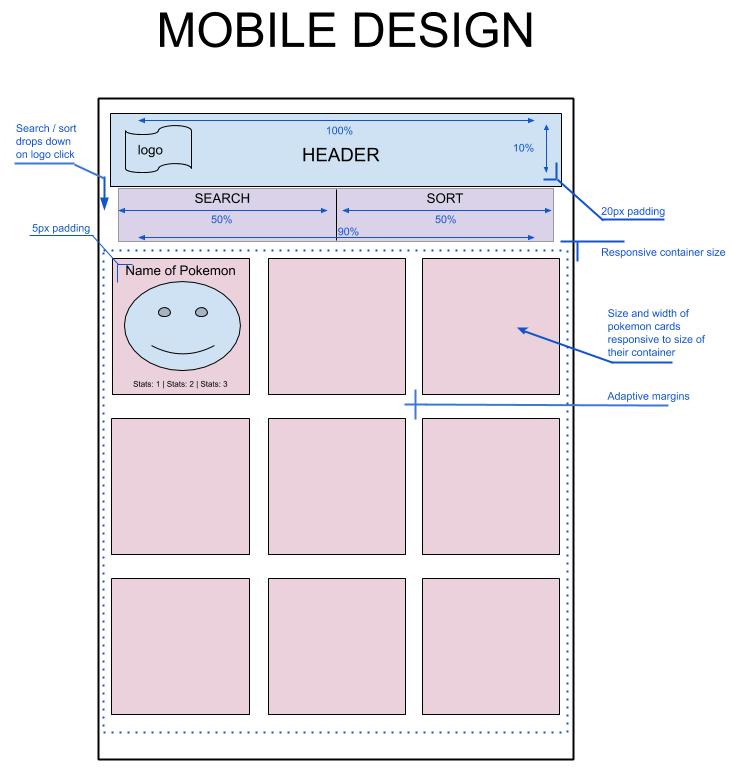 MOBILE DESIGN
Search / sort
drops down
on logo click
100%
logo
HEADER
10%
SEARCH
SORT
50%
50%
90%
20px padding
5px padding
Responsive container size
Name of Pokemon
Stats: 1 | Stats: 2 | Stats: 3
Size and width of
pokemon cards
responsive to size of
their container
Adaptive margins